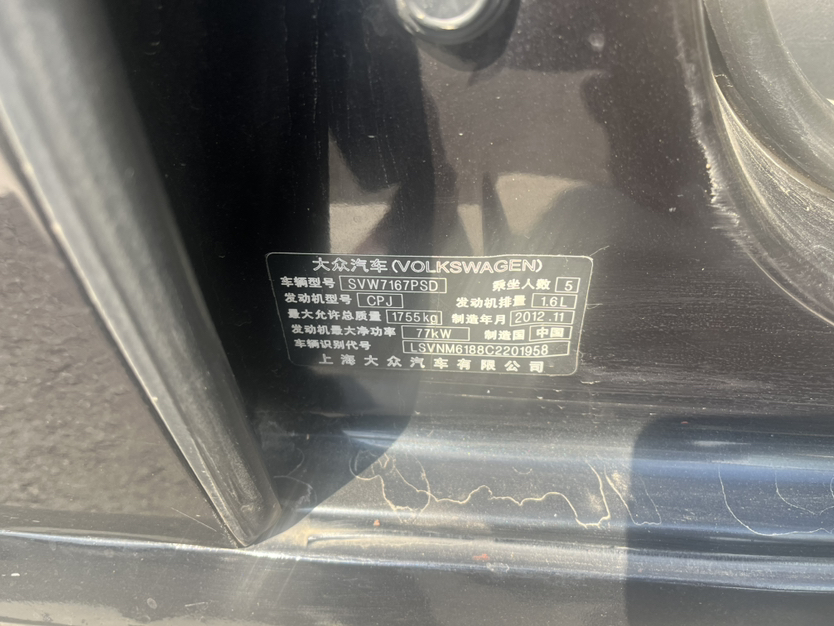 大众汽车(VOLKSWAGEN)
车辆型号 SVW7167PSD 乘坐人数 5
发动机型号 CPJ 发动机排量 1.6L
最大允许总质量 1755kg 制造年月 2012.11
发动机最大净功率 77kW 制造国 中国
车辆识别代号 LSVNM6188C2201958
上海大众汽车有限公司